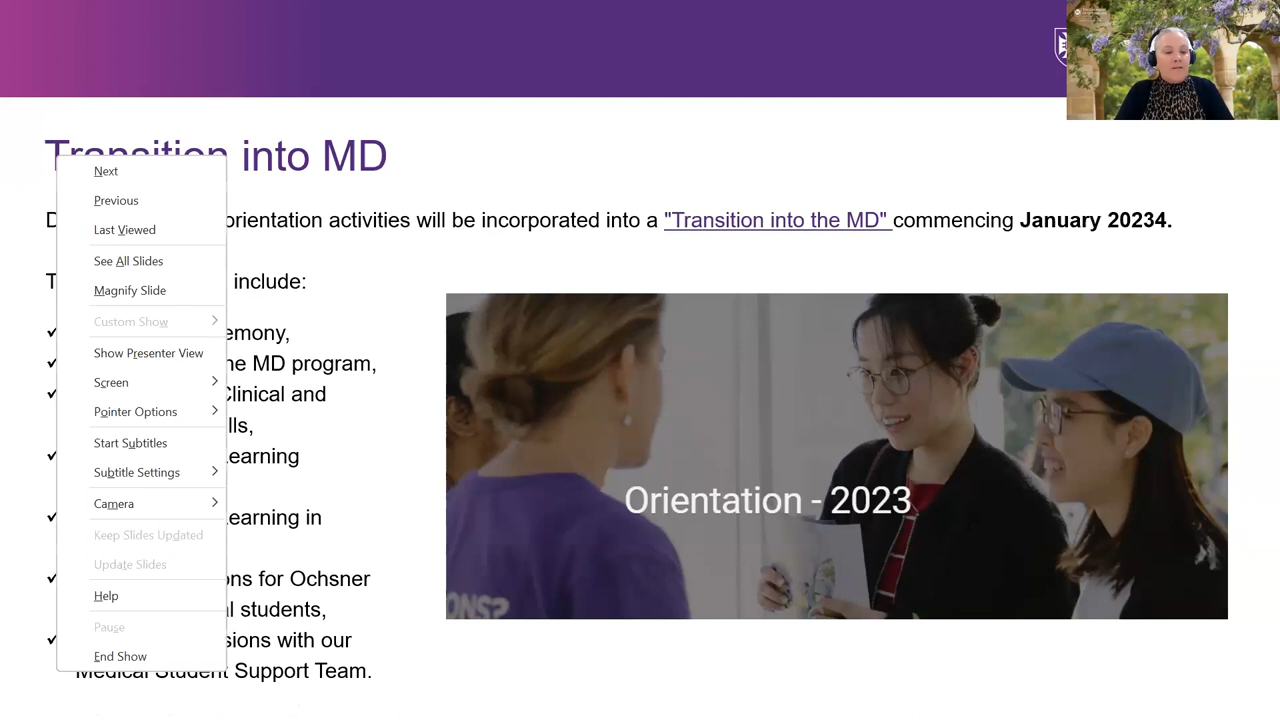 Transition into MD
orientation activities will be incorporated into a "Transition into the MD" commencing January 20234.
include:
emony,
he MD program,
Clinical and
lls,
Learning
Learning in
ons for Ochsner
l students,
sions with our
Medical Student Support Team.
Next
Previous
Last Viewed
See All Slides
Magnify Slide
Custom Show
Show Presenter View
Screen
Pointer Options
Start Subtitles
Subtitle Settings
Camera
Keep Slides Updated
Update Slides
Help
Pause
End Show
Orientation - 2023
ONS?